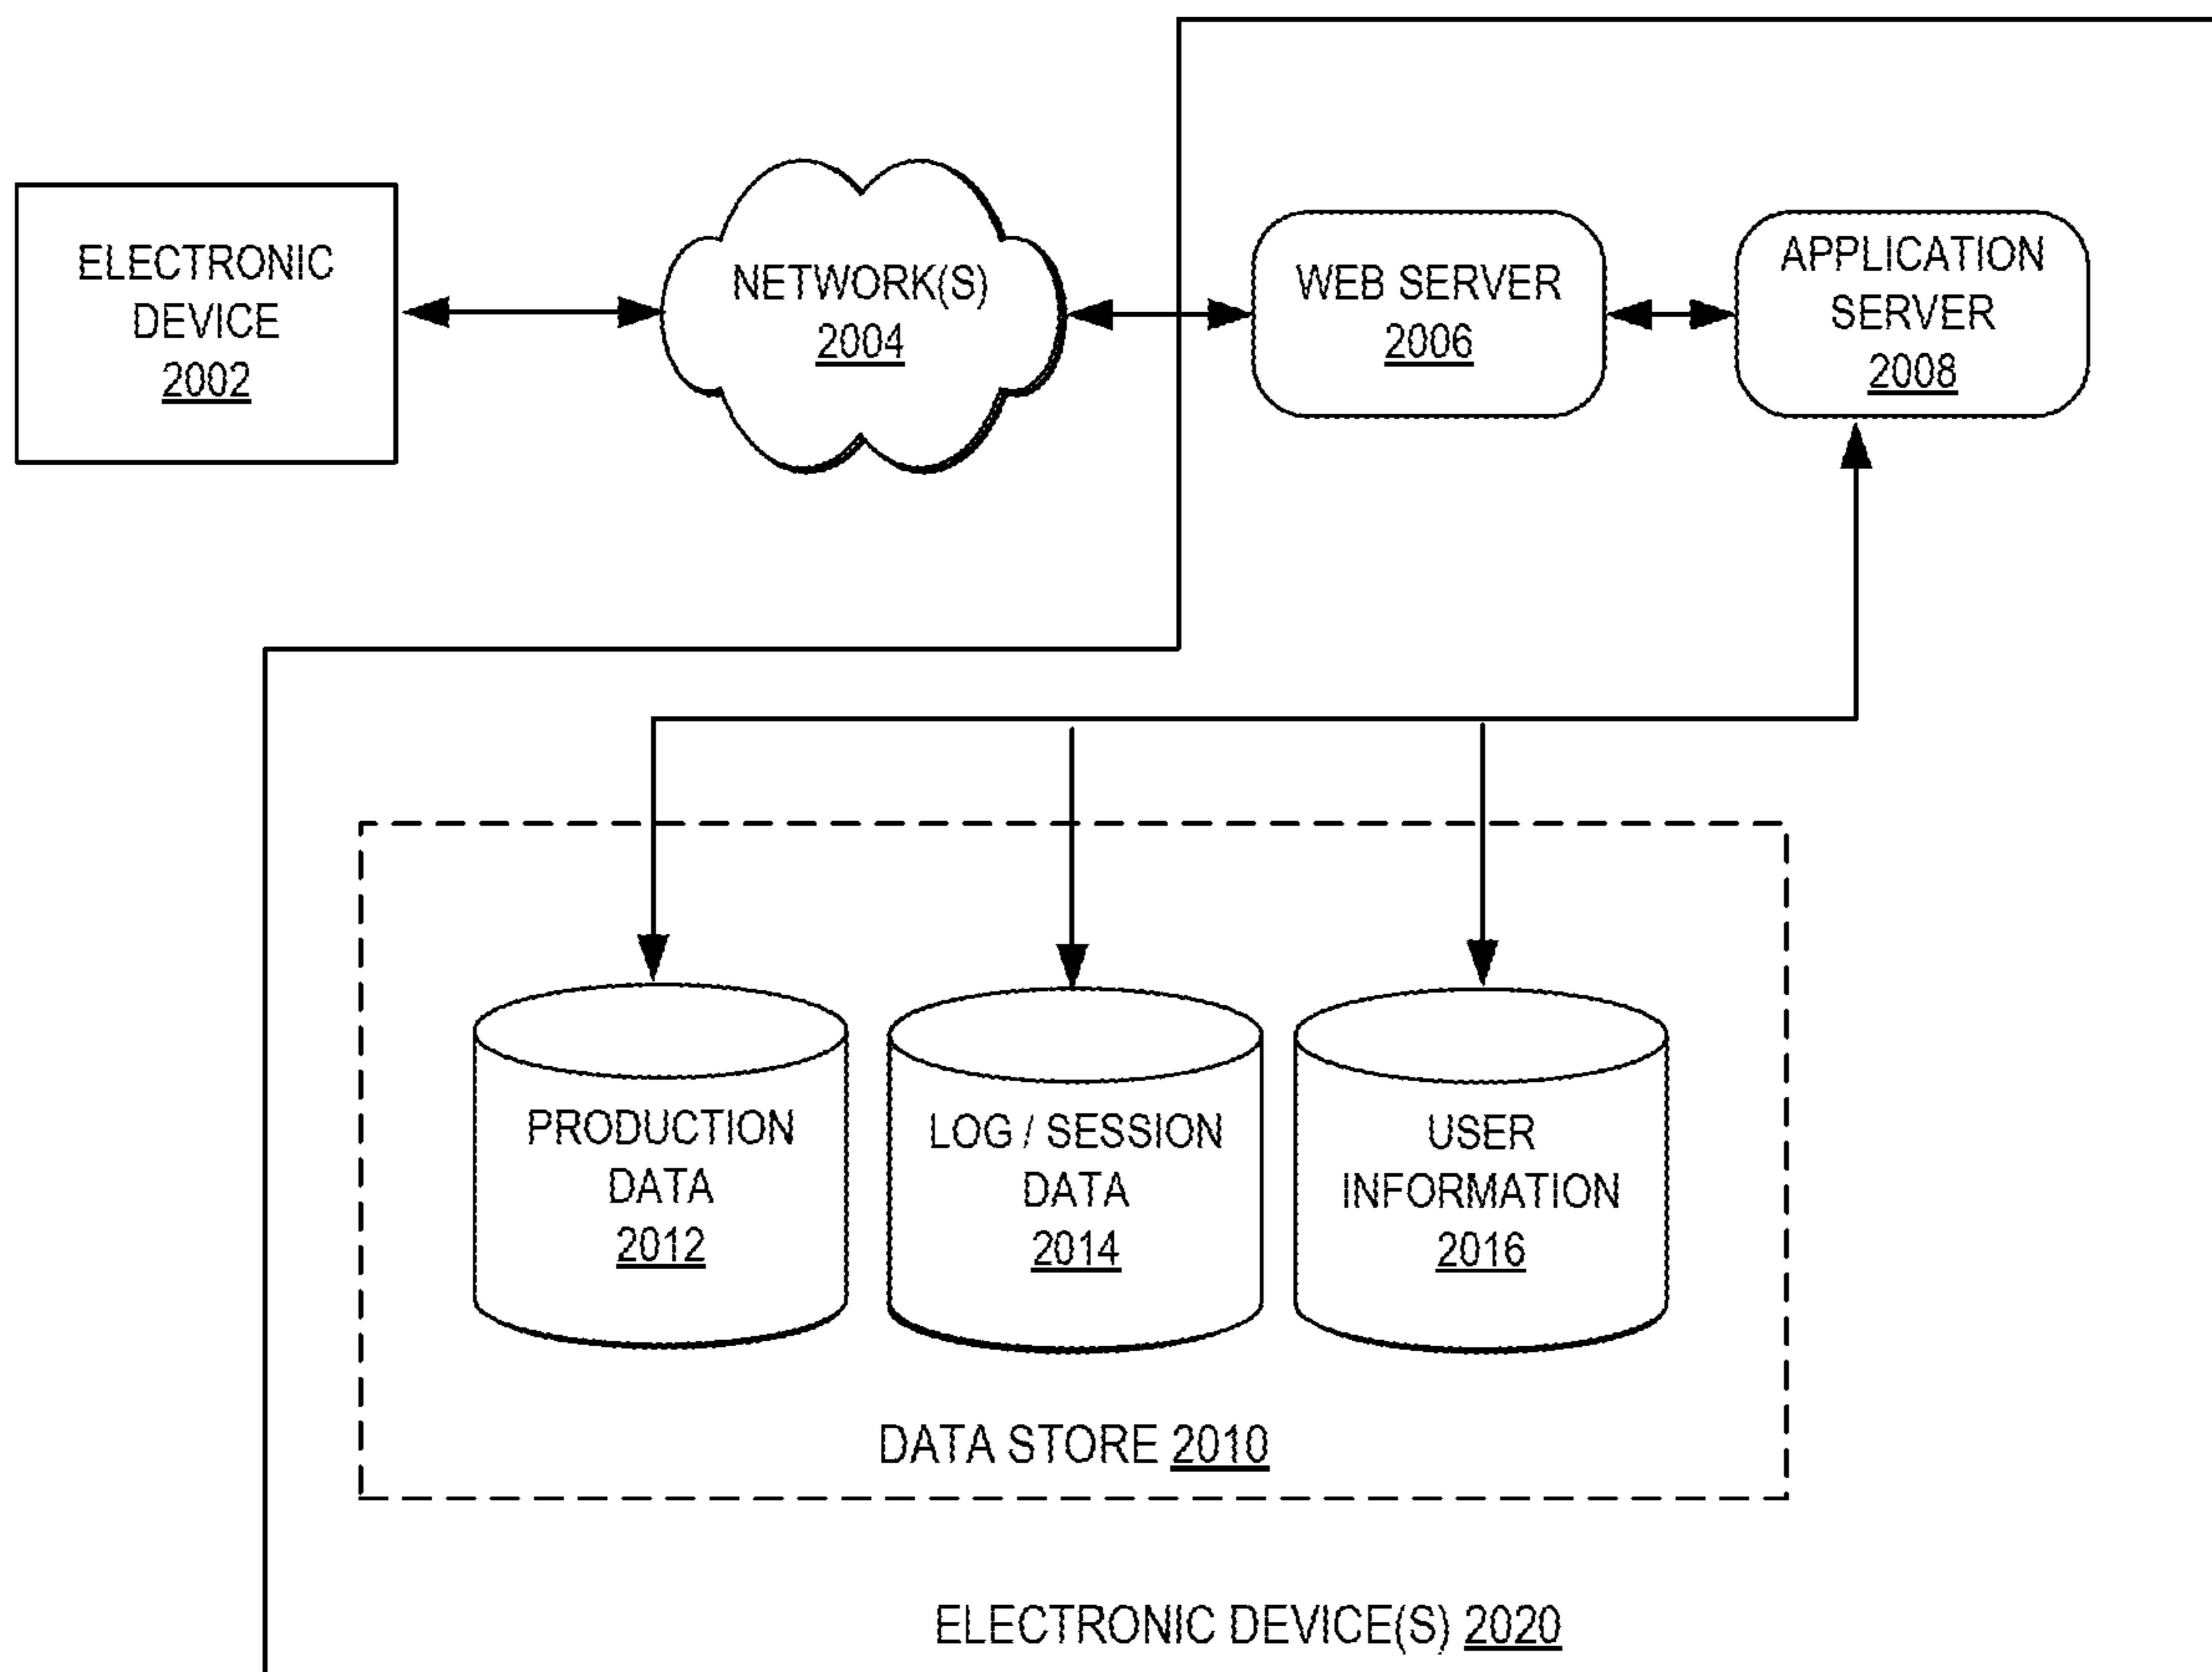 ELECTRONIC
DEVICE
2002
NETWORK(S)
2004
WEB SERVER
2006
APPLICATION
SERVER
2008
PRODUCTION
DATA
2012
LOG / SESSION
DATA
2014
USER
INFORMATION
2016
DATA STORE 2010
ELECTRONIC DEVICE(S) 2020